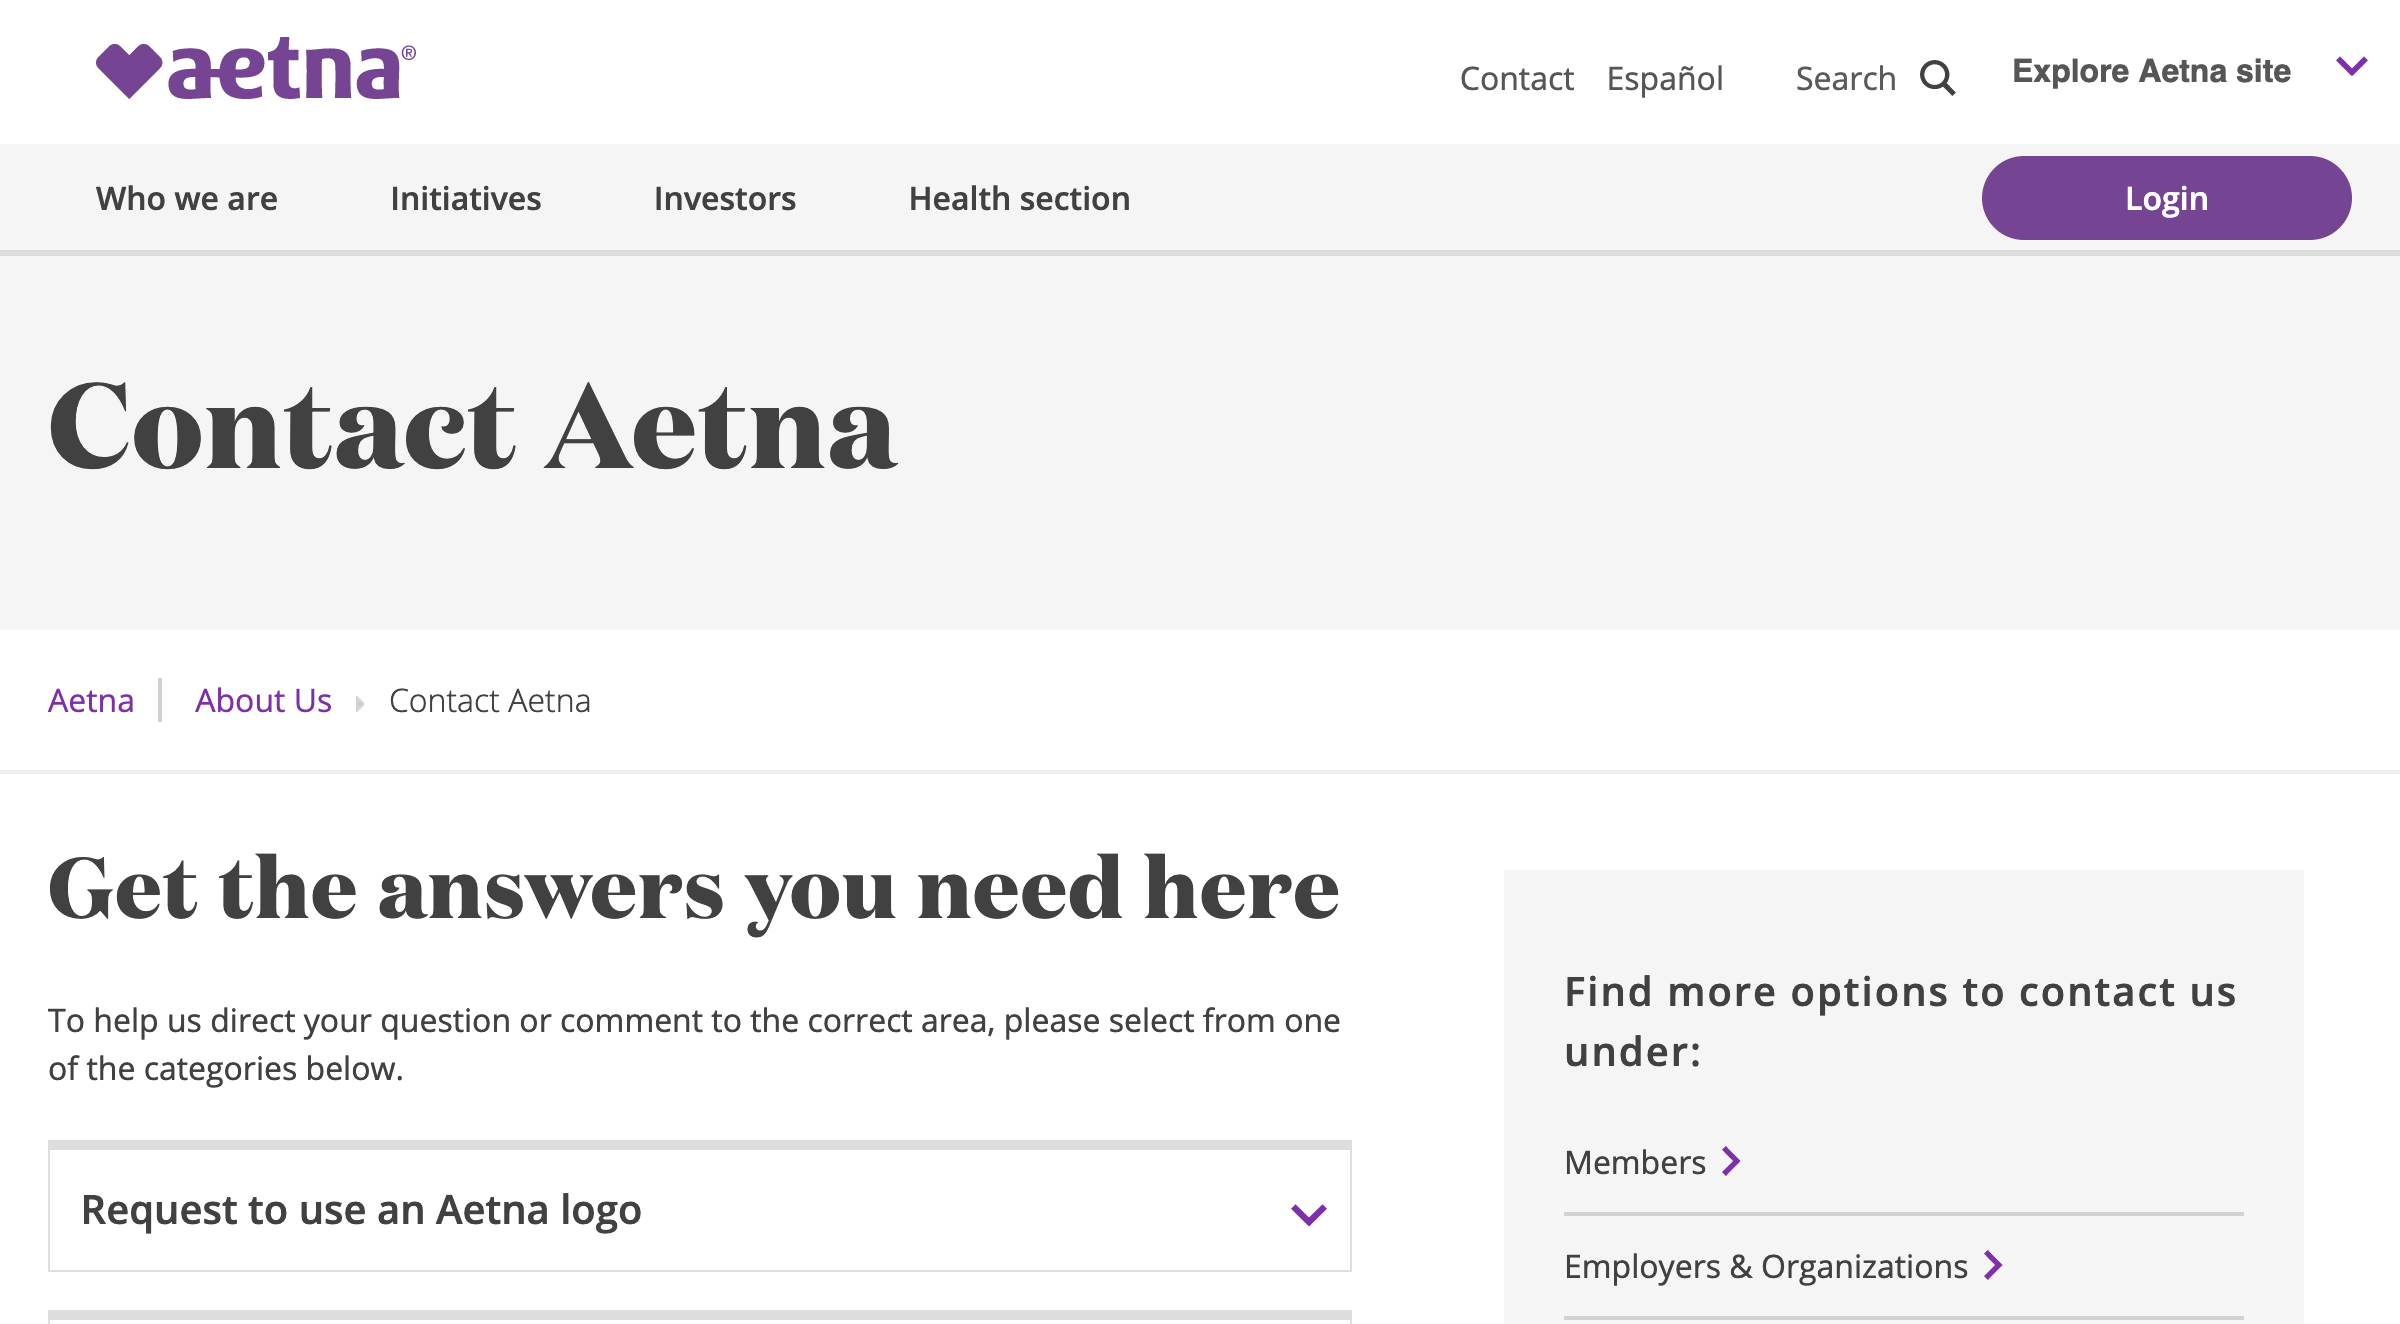 aetna®
Contact Español Search Explore Aetna site
Who we are Initiatives Investors Health section Login
Contact Aetna
Aetna About Us Contact Aetna
Get the answers you need here
To help us direct your question or comment to the correct area, please select from one
of the categories below.
Request to use an Aetna logo
Find more options to contact us
under:
Members
Employers & Organizations